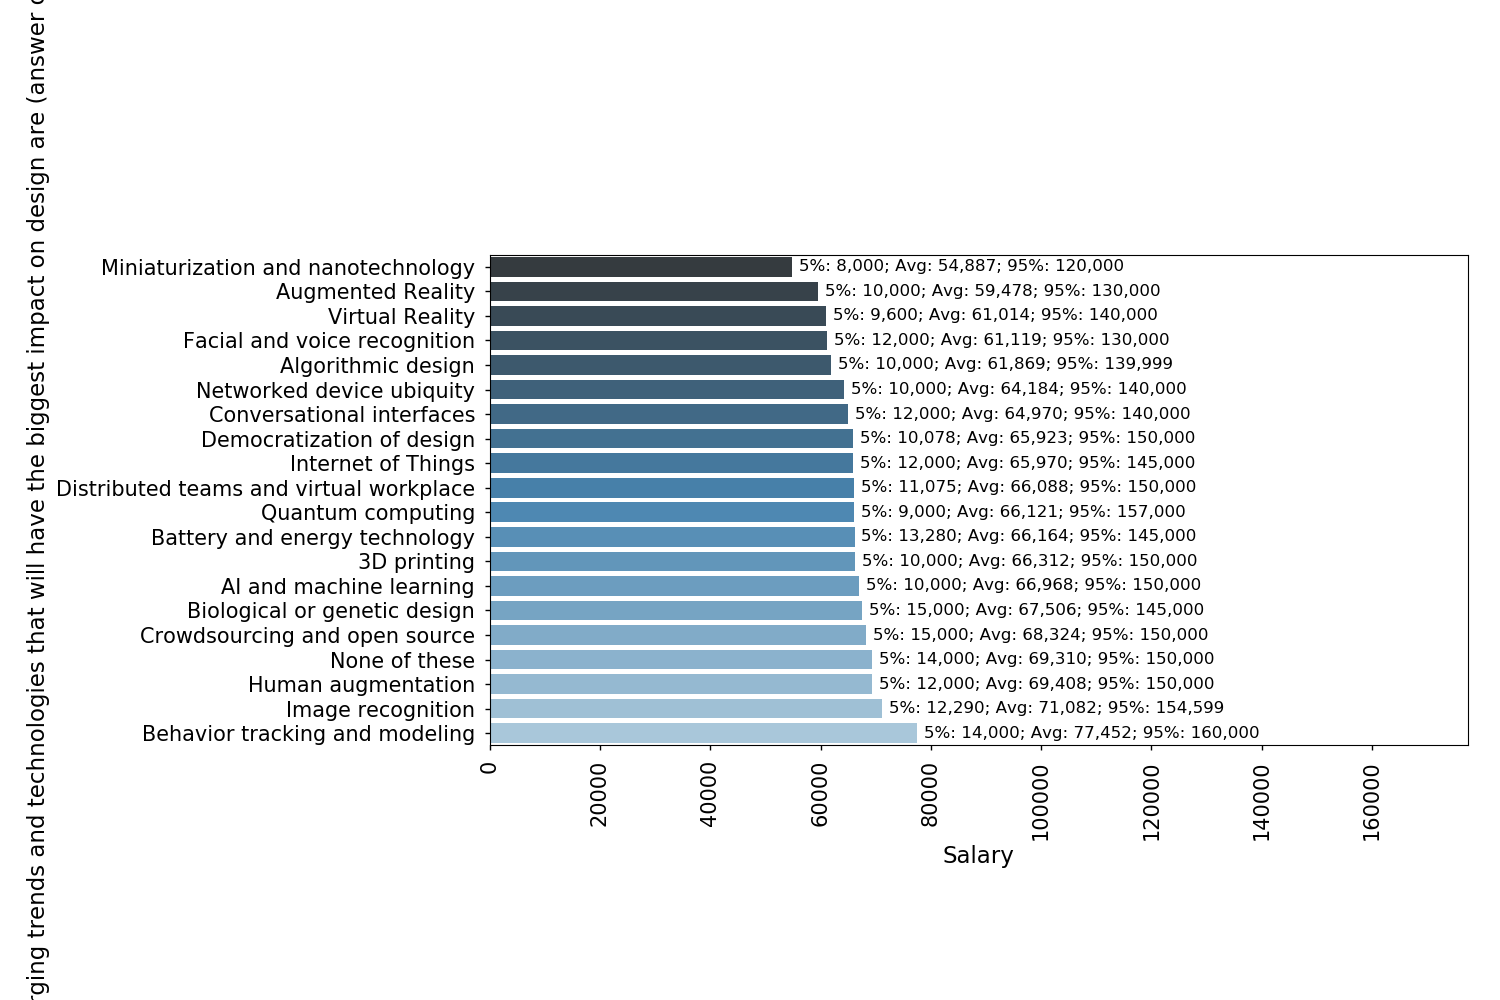 rging trends and technologies that will have the biggest impact on design are (answer
Miniaturization and nanotechnology 5%: 8,000; Avg: 54,887; 95%: 120,000
Augmented Reality 5%: 10,000; Avg: 59,478; 95%: 130,000
Virtual Reality 5%: 9,600; Avg: 61,014; 95%: 140,000
Facial and voice recognition 5%: 12,000; Avg: 61,119; 95%: 130,000
Algorithmic design 5%: 10,000; Avg: 61,869; 95%: 139,999
Networked device ubiquity 5%: 10,000; Avg: 64,184; 95%: 140,000
Conversational interfaces 5%: 12,000; Avg: 64,970; 95%: 140,000
Democratization of design 5%: 10,078; Avg: 65,923; 95%: 150,000
Internet of Things 5%: 12,000; Avg: 65,970; 95%: 145,000
Distributed teams and virtual workplace 5%: 11,075; Avg: 66,088; 95%: 150,000
Quantum computing 5%: 9,000; Avg: 66,121; 95%: 157,000
Battery and energy technology 5%: 13,280; Avg: 66,164; 95%: 145,000
3D printing 5%: 10,000; Avg: 66,312; 95%: 150,000
AI and machine learning 5%: 10,000; Avg: 66,968; 95%: 150,000
Biological or genetic design 5%: 15,000; Avg: 67,506; 95%: 145,000
Crowdsourcing and open source 5%: 15,000; Avg: 68,324; 95%: 150,000
None of these 5%: 14,000; Avg: 69,310; 95%: 150,000
Human augmentation 5%: 12,000; Avg: 69,408; 95%: 150,000
Image recognition 5%: 12,290; Avg: 71,082; 95%: 154,599
Behavior tracking and modeling 5%: 14,000; Avg: 77,452; 95%: 160,000
0 20000 40000 60000 80000 100000 120000 140000 160000
Salary